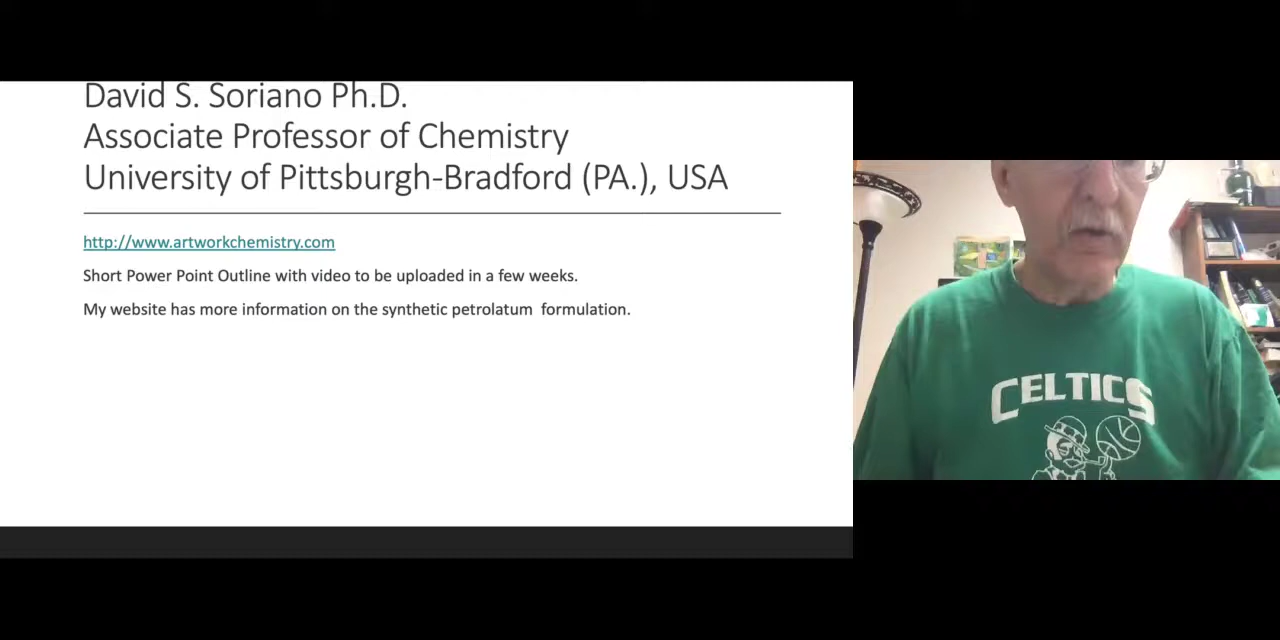 David S. Soriano Ph.D.
Associate Professor of Chemistry
University of Pittsburgh-Bradford (PA.), USA
http://www.artworkchemistry.com
Short Power Point Outline with video to be uploaded in a few weeks.
My website has more information on the synthetic petrolatum  formulation.
CELTICS